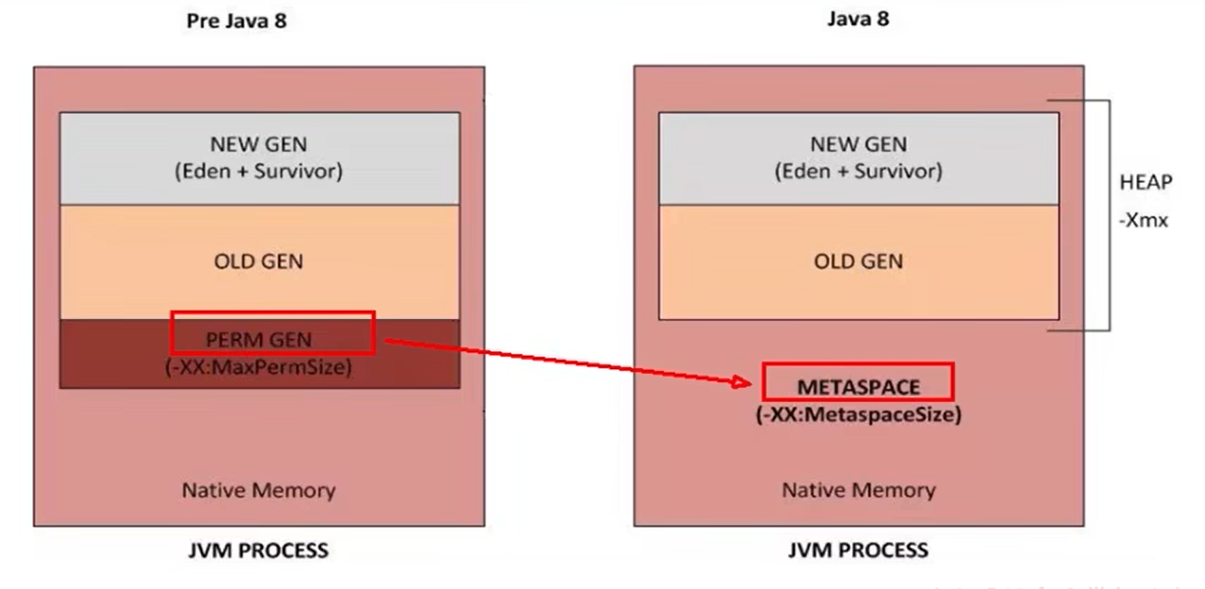 Pre Java 8
NEW GEN
(Eden + Survivor)
OLD GEN
PERM GEN
(-XX:MaxPermSize)
Native Memory
JVM PROCESS
Java 8
NEW GEN
(Eden + Survivor)
OLD GEN
HEAP
-Xmx
METASPACE
(-XX:MetaspaceSize)
Native Memory
JVM PROCESS